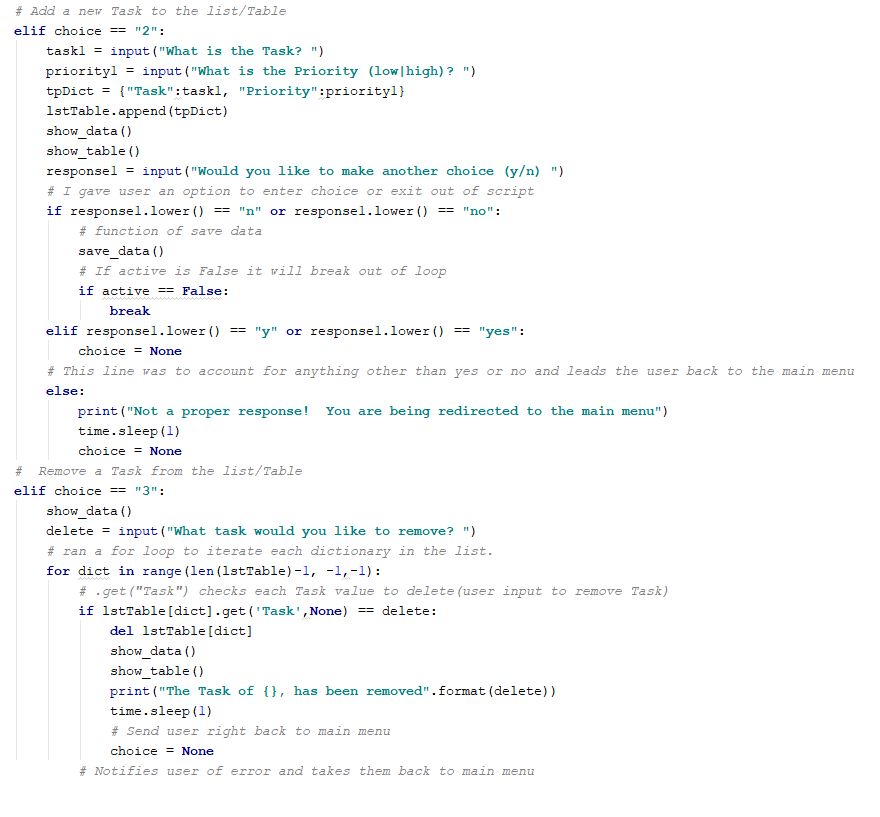 # Add a new Task to the list/Table
elif choice == "2":
    task1 = input("What is the Task? ")
    priority1 = input("What is the Priority (low|high)? ")
    tpDict = {"Task":task1, "Priority":priority1}
    lstTable.append(tpDict)
    show_data()
    show_table()
    response1 = input("Would you like to make another choice (y/n) ")
    # I gave user an option to enter choice or exit out of script
    if response1.lower() == "n" or response1.lower() == "no":
        # function of save data
        save_data()
        # If active is False it will break out of loop
        if active == False:
            break
    elif response1.lower() == "y" or response1.lower() == "yes":
        choice = None
    # This line was to account for anything other than yes or no and leads the user back to the main menu
    else:
        print("Not a proper response!  You are being redirected to the main menu")
        time.sleep(1)
        choice = None
#  Remove a Task from the list/Table
elif choice == "3":
    show_data()
    delete = input("What task would you like to remove? ")
    # ran a for loop to iterate each dictionary in the list.
    for dict in range(len(lstTable)-1, -1,-1):
        # .get("Task") checks each Task value to delete(user input to remove Task)
        if lstTable[dict].get('Task',None) == delete:
            del lstTable[dict]
            show_data()
            show_table()
            print("The Task of {}, has been removed".format(delete))
            time.sleep(1)
            # Send user right back to main menu
            choice = None
        # Notifies user of error and takes them back to main menu